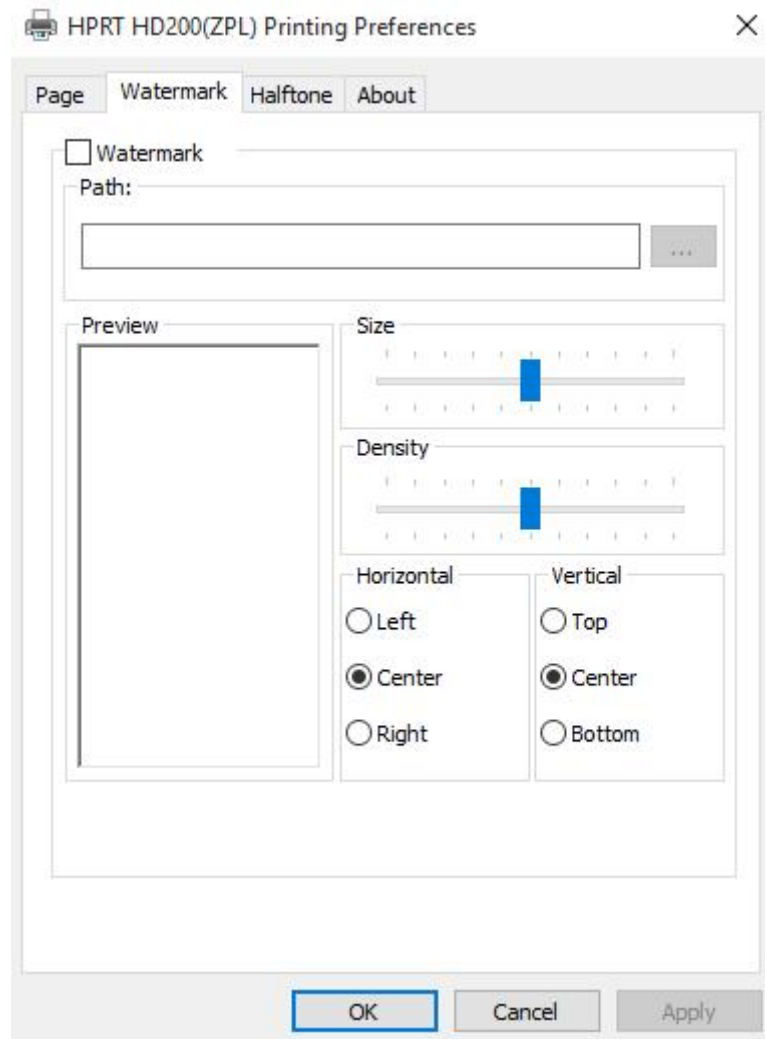 HPRT HD200(ZPL) Printing Preferences
Page Watermark Halftone About
Watermark
Path:
...
Preview
Size
Density
Horizontal Vertical
Left Top
Center Center
Right Bottom
OK Cancel Apply